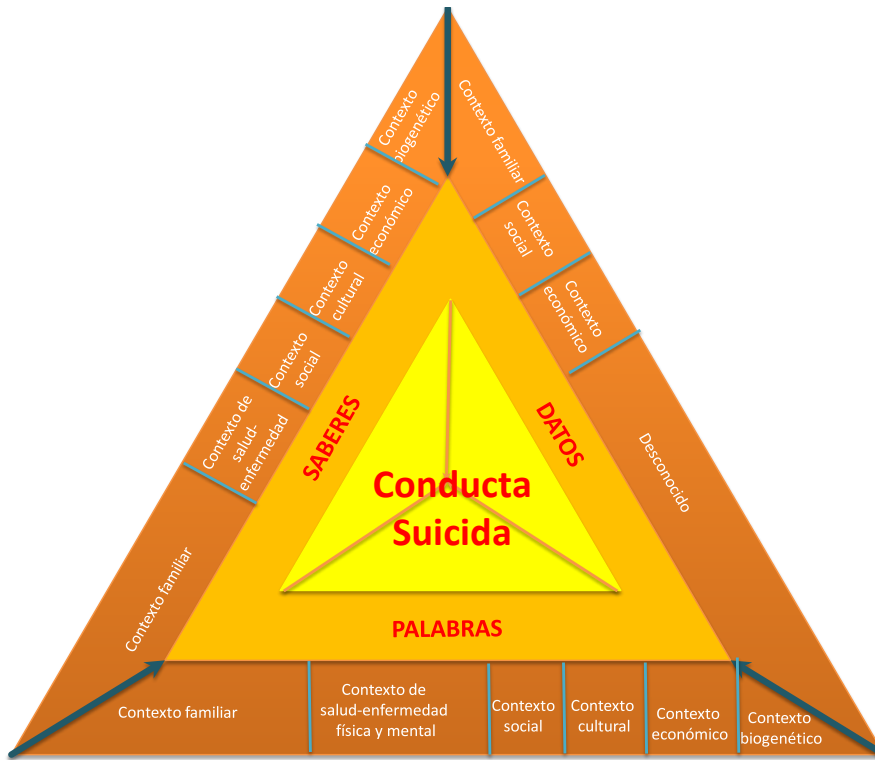 Contexto
biogenético
Contexto
económico
Contexto
cultural
Contexto
social
Contexto de
salud-
enfermedad
Contexto familiar
SABERES
Contexto familiar
Contexto
social
Contexto
económico
Desconocido
DATOS
Conducta
Suicida
PALABRAS
Contexto familiar
Contexto de
salud-enfermedad
física y mental
Contexto
social
Contexto
cultural
Contexto
económico
Contexto
biogenético